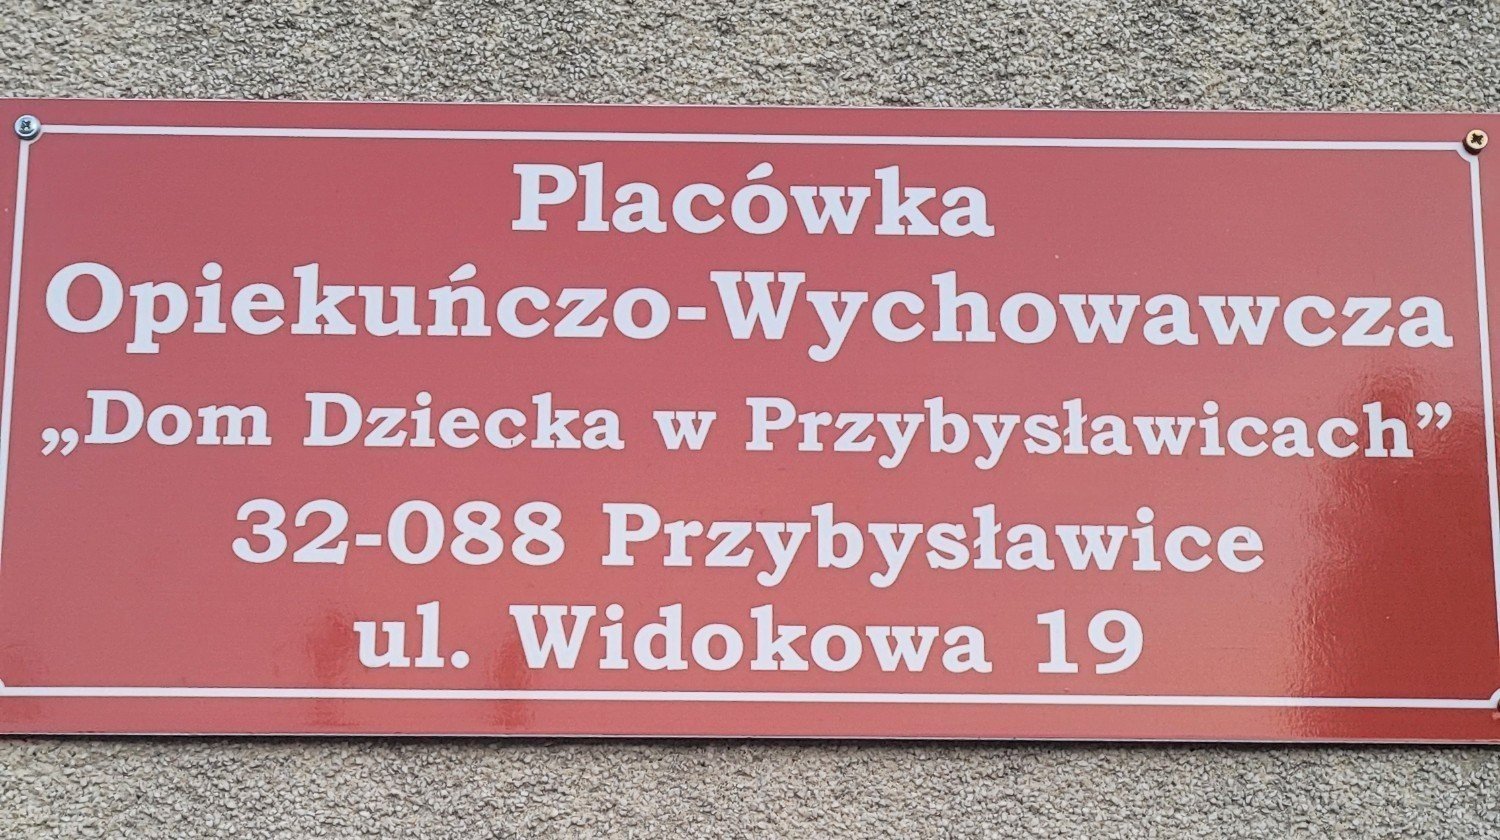 Placówka
Opiekuńczo-Wychowawcza
„Dom Dziecka w Przybysławicach”
32-088 Przybysławice
ul. Widokowa 19